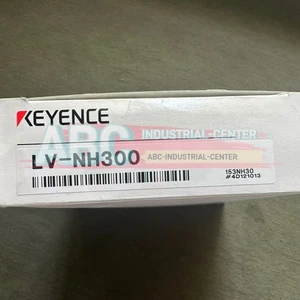 KEYENCE
ABC INDUSTRIAL-CENTER
LV-NH300
ABC-INDUSTRIAL-CENTER
153NH30
#4D121013